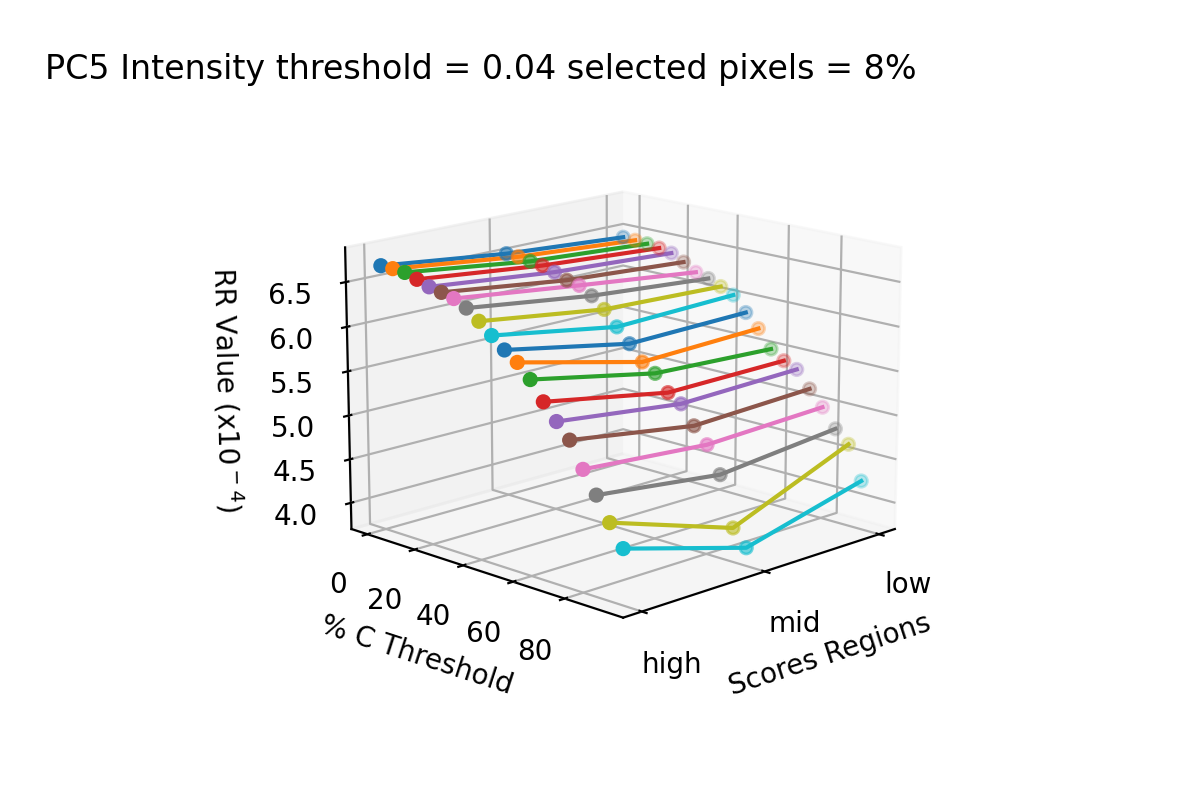 PC5 Intensity threshold = 0.04 selected pixels = 8%
RR Value (x10⁻⁴)
6.5
6.0
5.5
5.0
4.5
4.0
0
20
40
60
80
% C Threshold
high
mid
low
Scores Regions